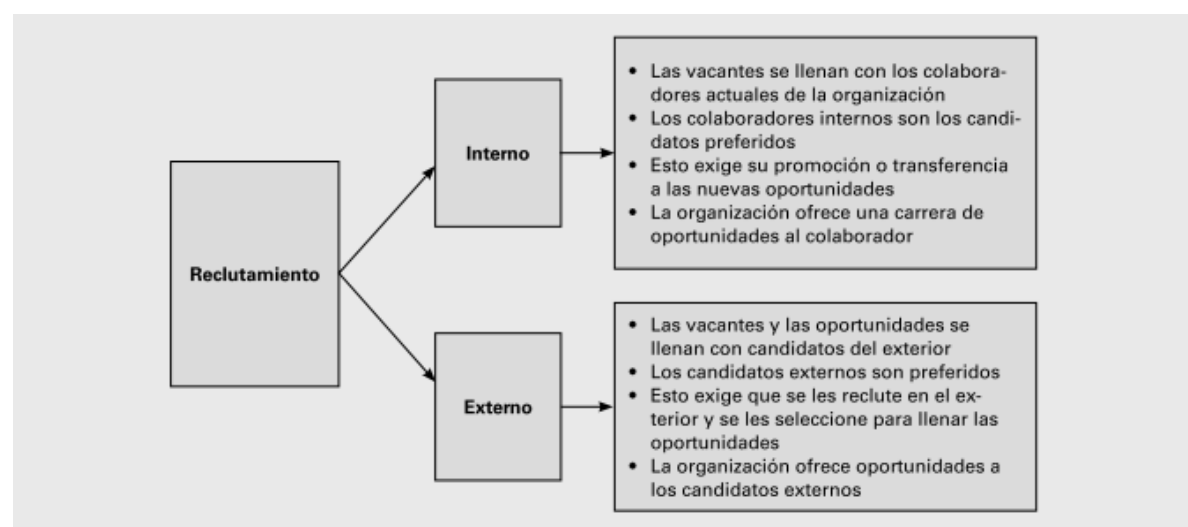 Reclutamiento
Interno
• Las vacantes se llenan con los colabora-
dores actuales de la organización
• Los colaboradores internos son los candi-
datos preferidos
• Esto exige su promoción o transferencia
a las nuevas oportunidades
• La organización ofrece una carrera de
oportunidades al colaborador
Externo
• Las vacantes y las oportunidades se
llenan con candidatos del exterior
• Los candidatos externos son preferidos
• Esto exige que se les reclute en el ex-
terior y se les seleccione para llenar las
oportunidades
• La organización ofrece oportunidades a
los candidatos externos